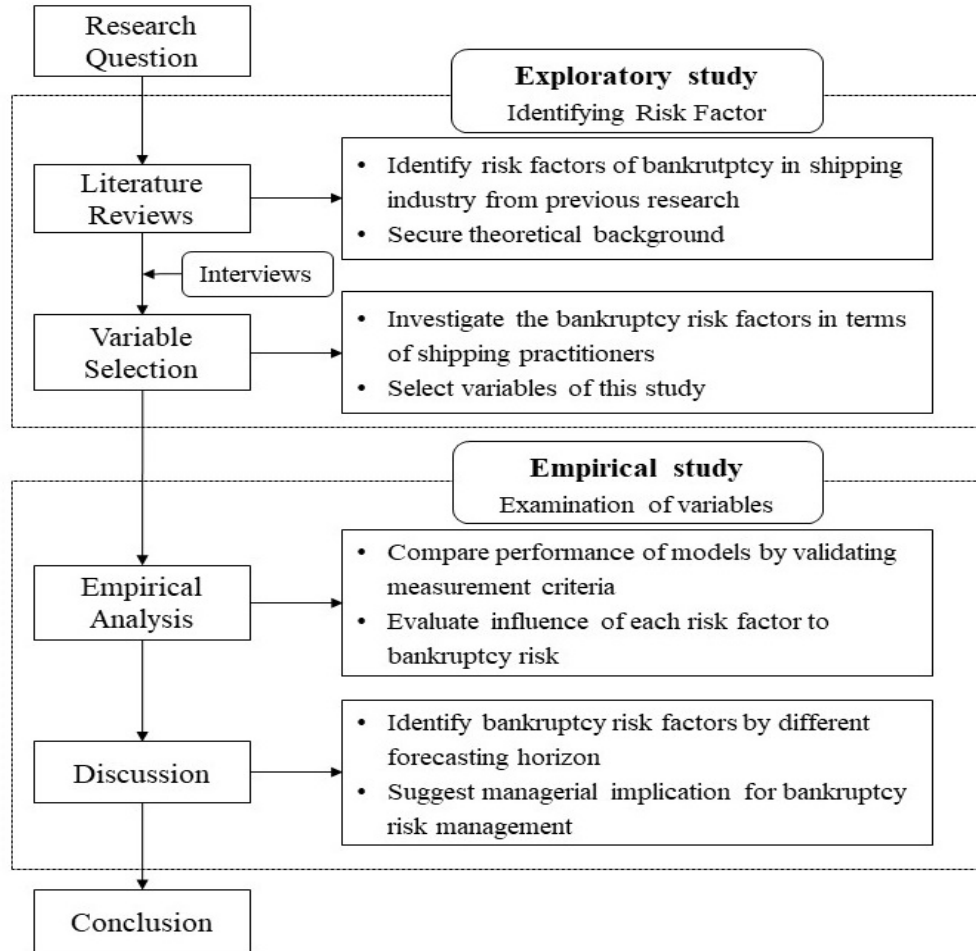 Research
Question
Exploratory study
Identifying Risk Factor
Literature
Reviews
• Identify risk factors of bankrutptcy in shipping
industry from previous research
• Secure theoretical background
Interviews
Variable
Selection
• Investigate the bankruptcy risk factors in terms
of shipping practitioners
• Select variables of this study
Empirical study
Examination of variables
Empirical
Analysis
• Compare performance of models by validating
measurement criteria
• Evaluate influence of each risk factor to
bankruptcy risk
Discussion
• Identify bankruptcy risk factors by different
forecasting horizon
• Suggest managerial implication for bankruptcy
risk management
Conclusion